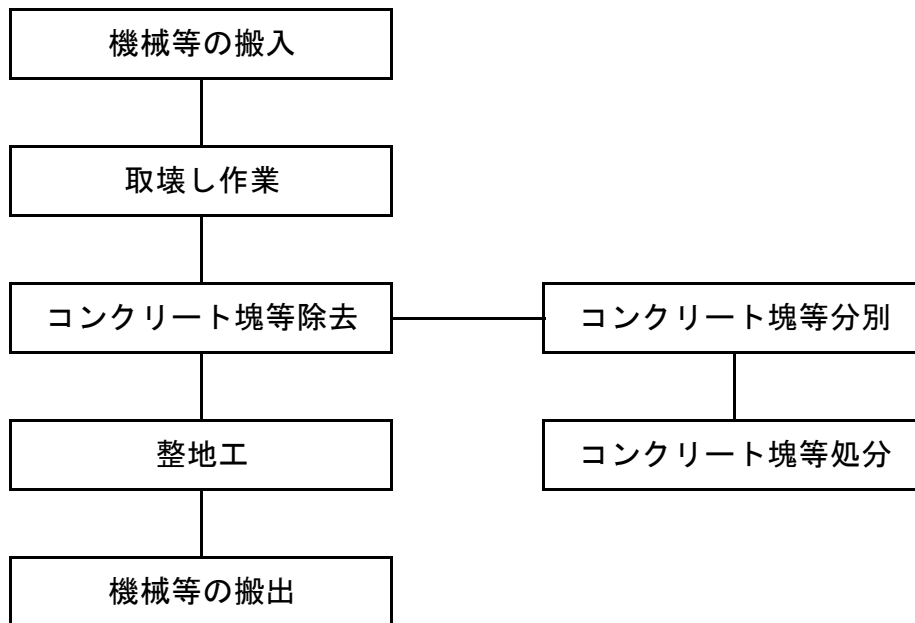 機械等の搬入
取壊し作業
コンクリート塊等除去
コンクリート塊等分別
整地工
コンクリート塊等処分
機械等の搬出